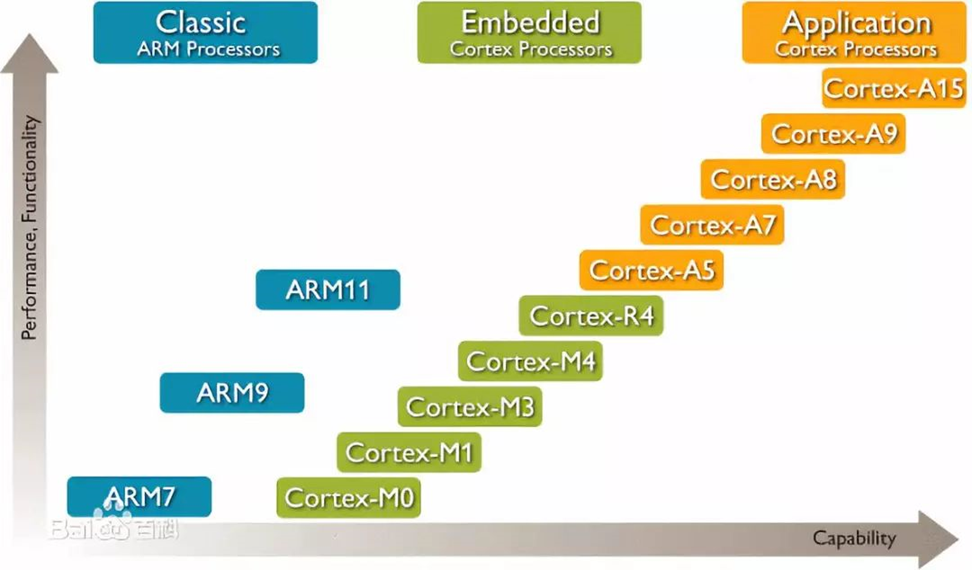 Classic
ARM Processors
Embedded
Cortex Processors
Application
Cortex Processors
Cortex-A15
Cortex-A9
Cortex-A8
Cortex-A7
Cortex-A5
ARM11
Cortex-R4
Cortex-M4
ARM9
Cortex-M3
Cortex-M1
ARM7
Cortex-M0
Performance, Functionality
Capability
Bai百科